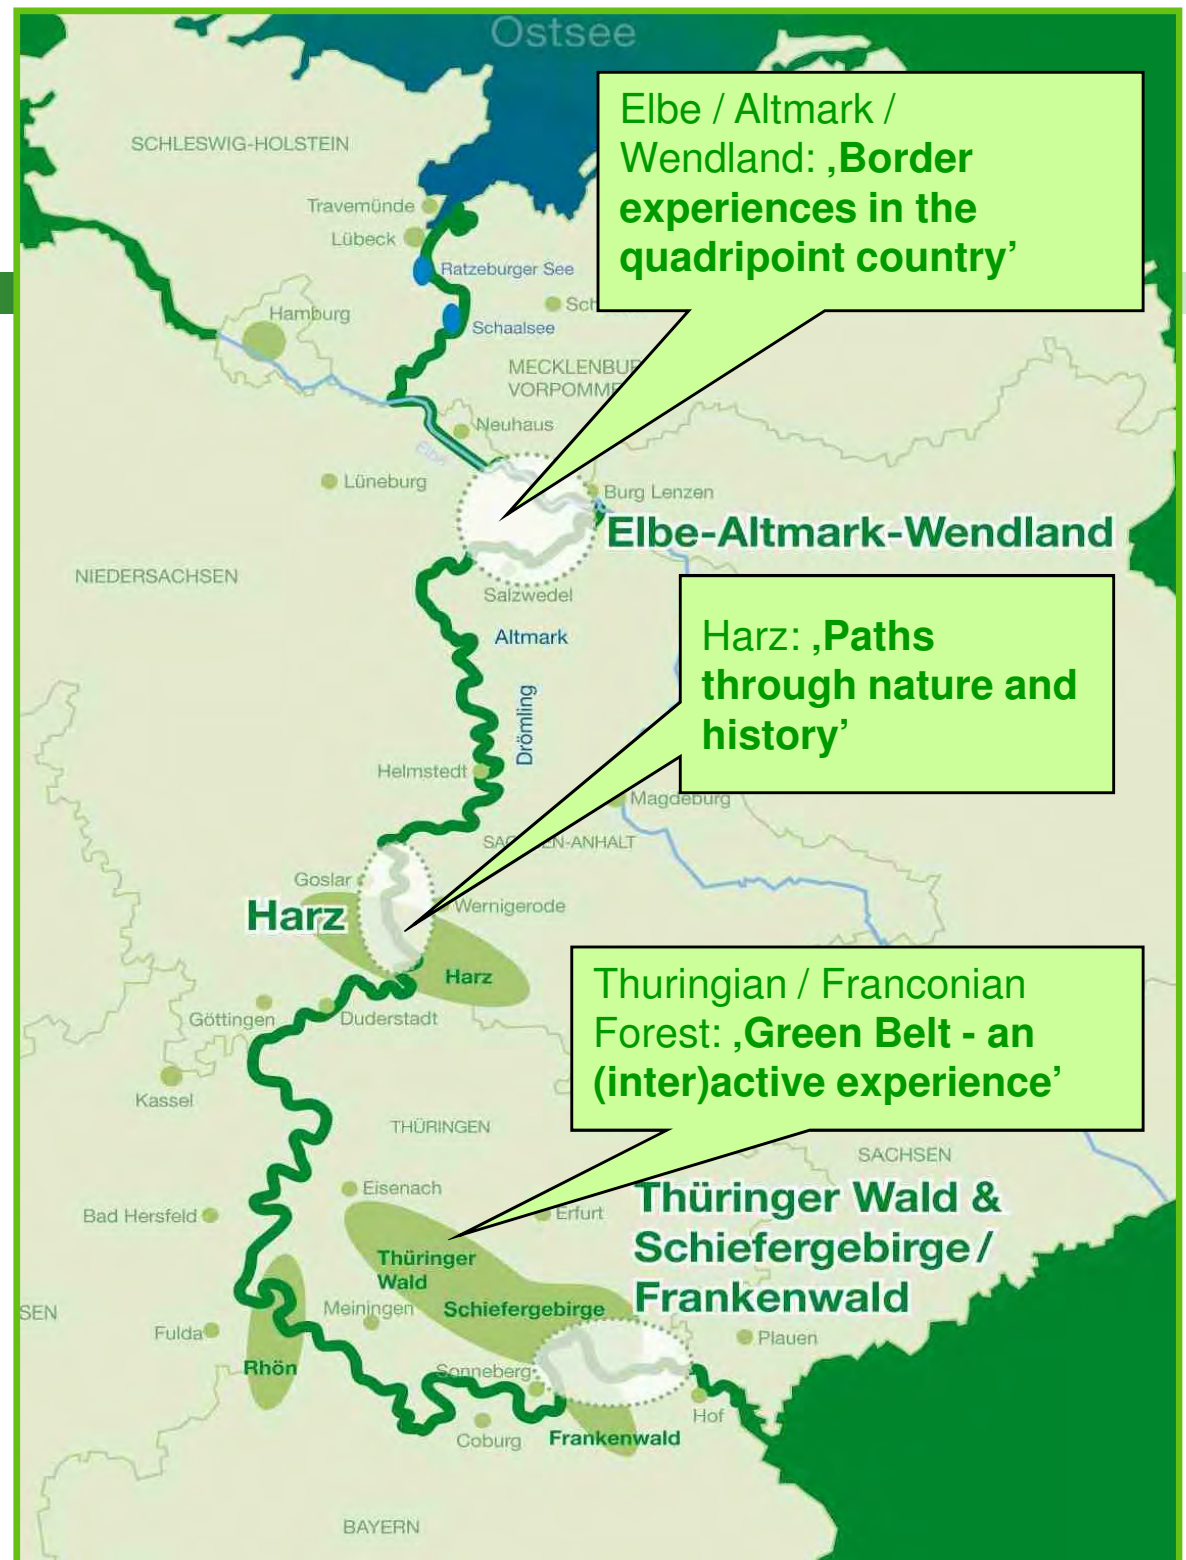 Ostsee
Elbe / Altmark /
Wendland: ‚Border
experiences in the
quadripoint country’
SCHLESWIG-HOLSTEIN
Travemünde
Lübeck
Ratzeburger See
Schaalsee
Hamburg
Neuhaus
Elbe
Lüneburg
Burg Lenzen
Elbe-Altmark-Wendland
NIEDERSACHSEN
Salzwedel
Altmark
Harz: ‚Paths
through nature and
history’
Drömling
Helmstedt
Magdeburg
Goslar
Wernigerode
Harz
Harz
Thuringian / Franconian
Forest: ‚Green Belt - an
(inter)active experience’
Göttingen
Duderstadt
Kassel
THÜRINGEN
SACHSEN
Eisenach
Erfurt
Bad Hersfeld
Thüringer Wald &
Schiefergebirge/
Frankenwald
Thüringer
Wald
Schiefergebirge
Meiningen
SEN
Fulda
Plauen
Rhön
Sonneberg
Hof
Coburg
Frankenwald
BAYERN